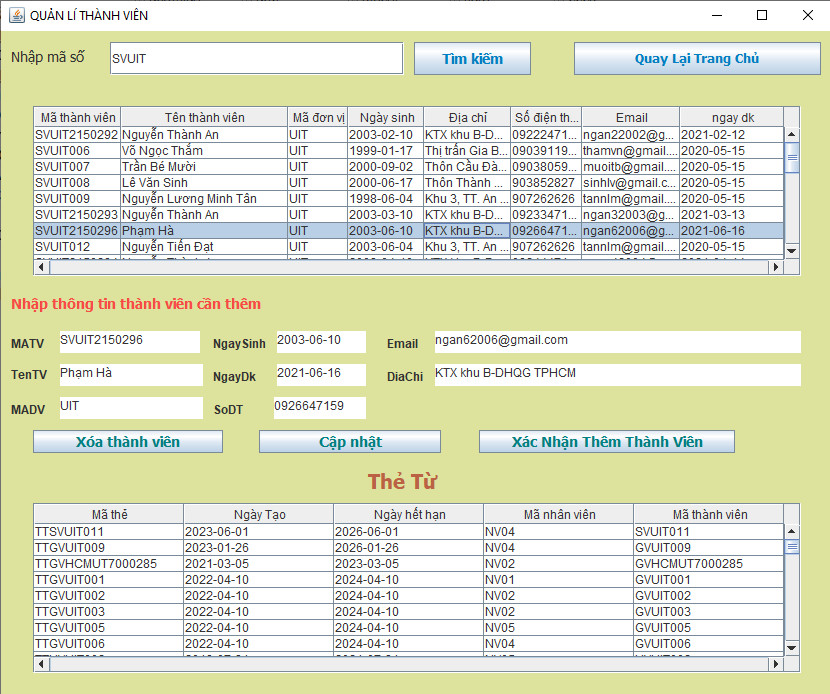 QUẢN LÍ THÀNH VIÊN
Nhập mã số SVUIT Tìm kiếm Quay Lại Trang Chủ
Mã thành viên Tên thành viên Mã đơn vị Ngày sinh Địa chỉ Số điện th... Email ngay dk
SVUIT2150292 Nguyễn Thành An UIT 2003-02-10 KTX khu B-D... 09222471... ngan22002@g... 2021-02-12
SVUIT006 Võ Ngọc Thắm UIT 1999-01-17 Thị trấn Gia B... 09039119... thamvn@gmail.... 2020-05-15
SVUIT007 Trần Bé Mười UIT 2000-09-02 Thôn Cầu Đà... 09038059... muoitb@gmail.... 2020-05-15
SVUIT008 Lê Văn Sinh UIT 2000-06-17 Thôn Thành ... 903852827 sinhlv@gmail.c... 2020-05-15
SVUIT009 Nguyễn Lương Minh Tân UIT 1998-06-04 Khu 3, TT. An ... 907262626 tannlm@gmail.... 2020-05-15
SVUIT2150293 Nguyễn Thành An UIT 2003-03-10 KTX khu B-D... 09233471... ngan32003@g... 2021-03-13
SVUIT2150296 Phạm Hà UIT 2003-06-10 KTX khu B-D... 09266471... ngan62006@g... 2021-06-16
SVUIT012 Nguyễn Tiến Đạt UIT 2003-06-04 Khu 3, TT. An ... 907262626 tannlm@gmail.... 2020-05-15
Nhập thông tin thành viên cần thêm
MATV SVUIT2150296 NgaySinh 2003-06-10 Email ngan62006@gmail.com
TenTV Phạm Hà NgayDk 2021-06-16 DiaChi KTX khu B-DHQG TPHCM
MADV UIT SoDT 0926647159
Xóa thành viên Cập nhật Xác Nhận Thêm Thành Viên
Thẻ Từ
Mã thẻ Ngày Tạo Ngày hết hạn Mã nhân viên Mã thành viên
TTSVUIT011 2023-06-01 2026-06-01 NV04 SVUIT011
TTGVUIT009 2023-01-26 2026-01-26 NV04 GVUIT009
TTGVHCMUT7000285 2021-03-05 2023-03-05 NV02 GVHCMUT7000285
TTGVUIT001 2022-04-10 2024-04-10 NV01 GVUIT001
TTGVUIT002 2022-04-10 2024-04-10 NV02 GVUIT002
TTGVUIT003 2022-04-10 2024-04-10 NV02 GVUIT003
TTGVUIT005 2022-04-10 2024-04-10 NV05 GVUIT005
TTGVUIT006 2022-04-10 2024-04-10 NV04 GVUIT006